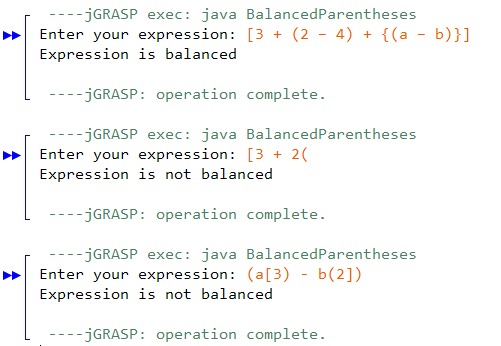 ----jGRASP exec: java BalancedParentheses
Enter your expression: [3 + (2 - 4) + {(a - b)}]
Expression is balanced
----jGRASP: operation complete.
----jGRASP exec: java BalancedParentheses
Enter your expression: [3 + 2(
Expression is not balanced
----jGRASP: operation complete.
----jGRASP exec: java BalancedParentheses
Enter your expression: (a[3) - b(2])
Expression is not balanced
----jGRASP: operation complete.